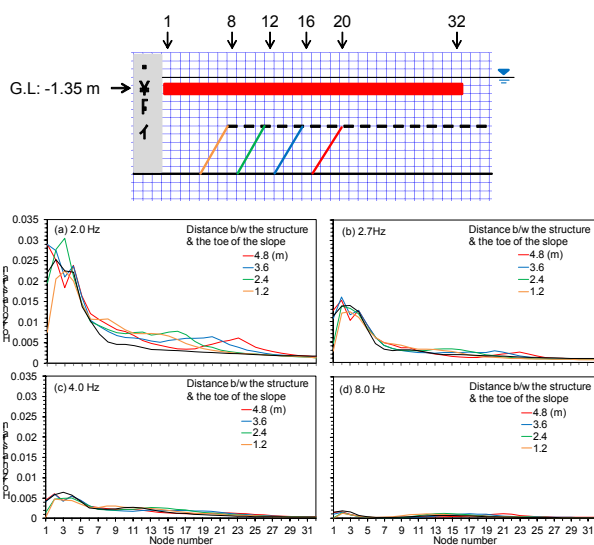 1 8 12 16 20 32
G.L: -1.35 m
0.035
0.03
0.025
0.02
0.015
0.01
0.005
0
(a) 2.0 Hz
Distance b/w the structure
& the toe of the slope
4.8 (m)
3.6
2.4
1.2
(b) 2.7Hz
Distance b/w the structure
& the toe of the slope
4.8 (m)
3.6
2.4
1.2
0.035
0.03
0.025
0.02
0.015
0.01
0.005
0
(c) 4.0 Hz
Distance b/w the structure
& the toe of the slope
4.8 (m)
3.6
2.4
1.2
1 3 5 7 9 11 13 15 17 19 21 23 25 27 29 31
Node number
(d) 8.0 Hz
Distance b/w the structure
& the toe of the slope
4.8 (m)
3.6
2.4
1.2
1 3 5 7 9 11 13 15 17 19 21 23 25 27 29 31
Node number